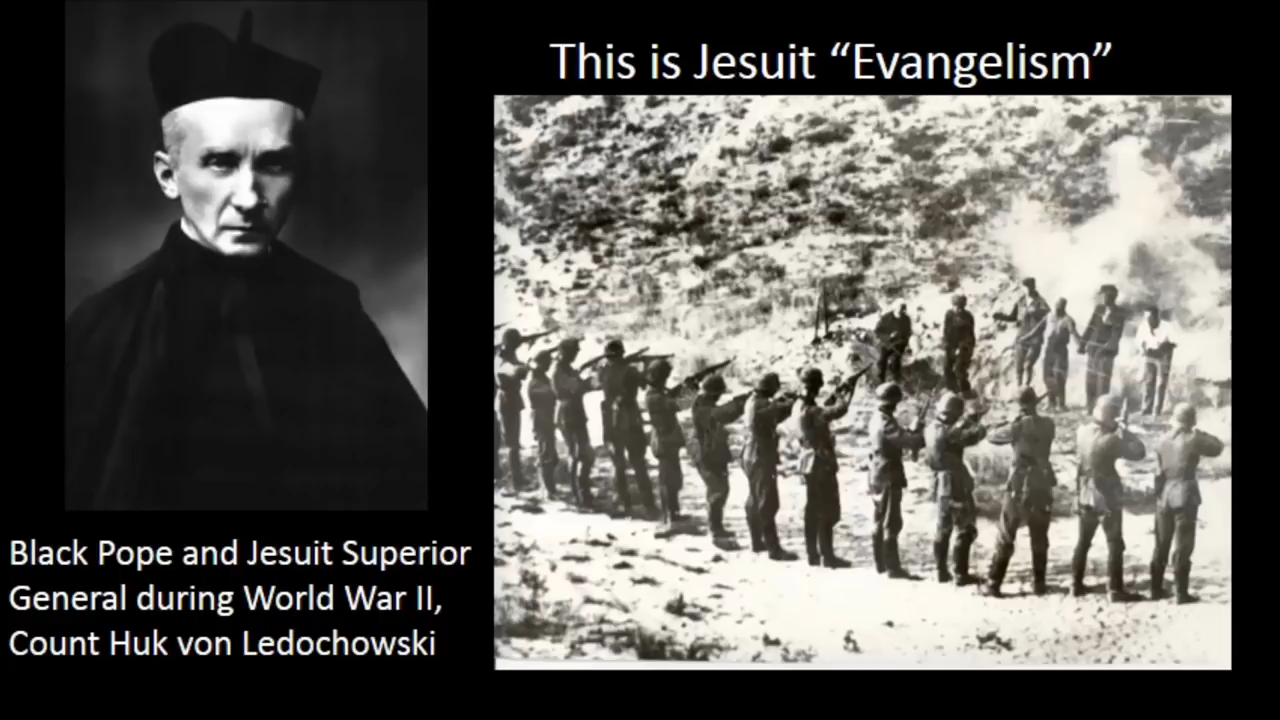 This is Jesuit “Evangelism”
Black Pope and Jesuit Superior
General during World War II,
Count Huk von Ledochowski